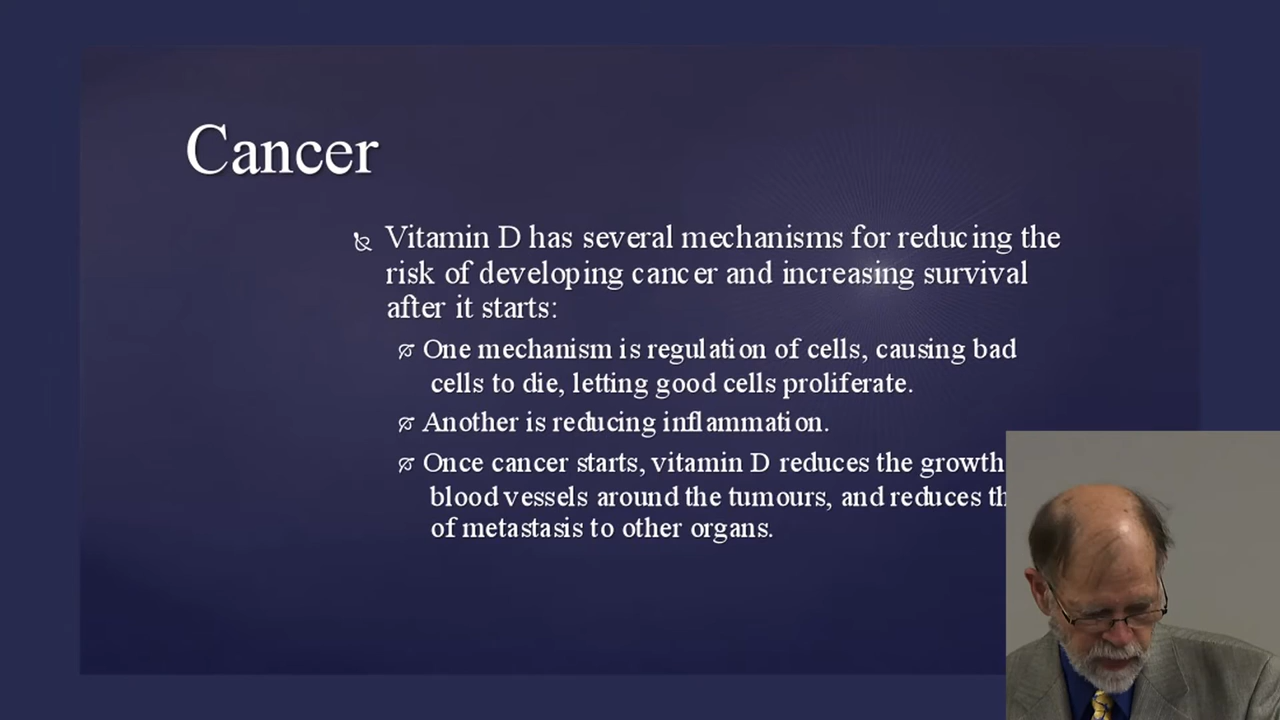 Cancer
Vitamin D has several mechanisms for reducing the
risk of developing cancer and increasing survival
after it starts:
One mechanism is regulation of cells, causing bad
cells to die, letting good cells proliferate.
Another is reducing inflammation.
Once cancer starts, vitamin D reduces the growth
blood vessels around the tumours, and reduces
of metastasis to other organs.